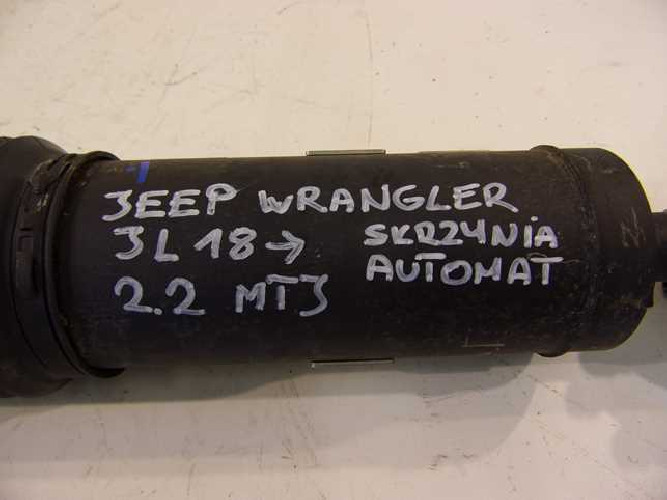 JEEP WRANGLER
JL 18→ SKRZYNIA
AUTOMAT
2.2 MTJ